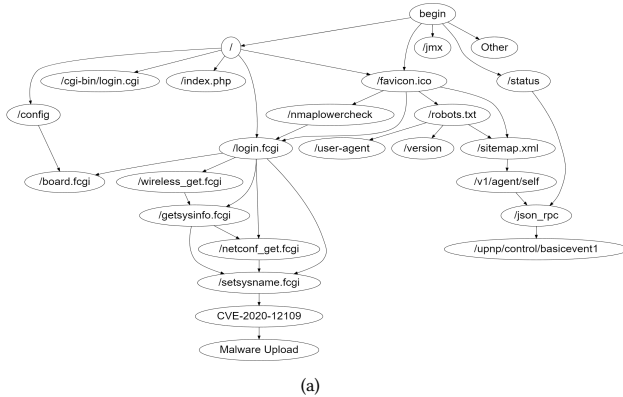 begin
/
/jmx
Other
/cgi-bin/login.cgi
/index.php
/favicon.ico
/status
/config
/nmaplowercheck
/robots.txt
/login.fcgi
/user-agent
/version
/sitemap.xml
/board.fcgi
/wireless_get.fcgi
/v1/agent/self
/getsysinfo.fcgi
/json_rpc
/netconf_get.fcgi
/upnp/control/basicevent1
/setsysname.fcgi
CVE-2020-12109
Malware Upload
(a)